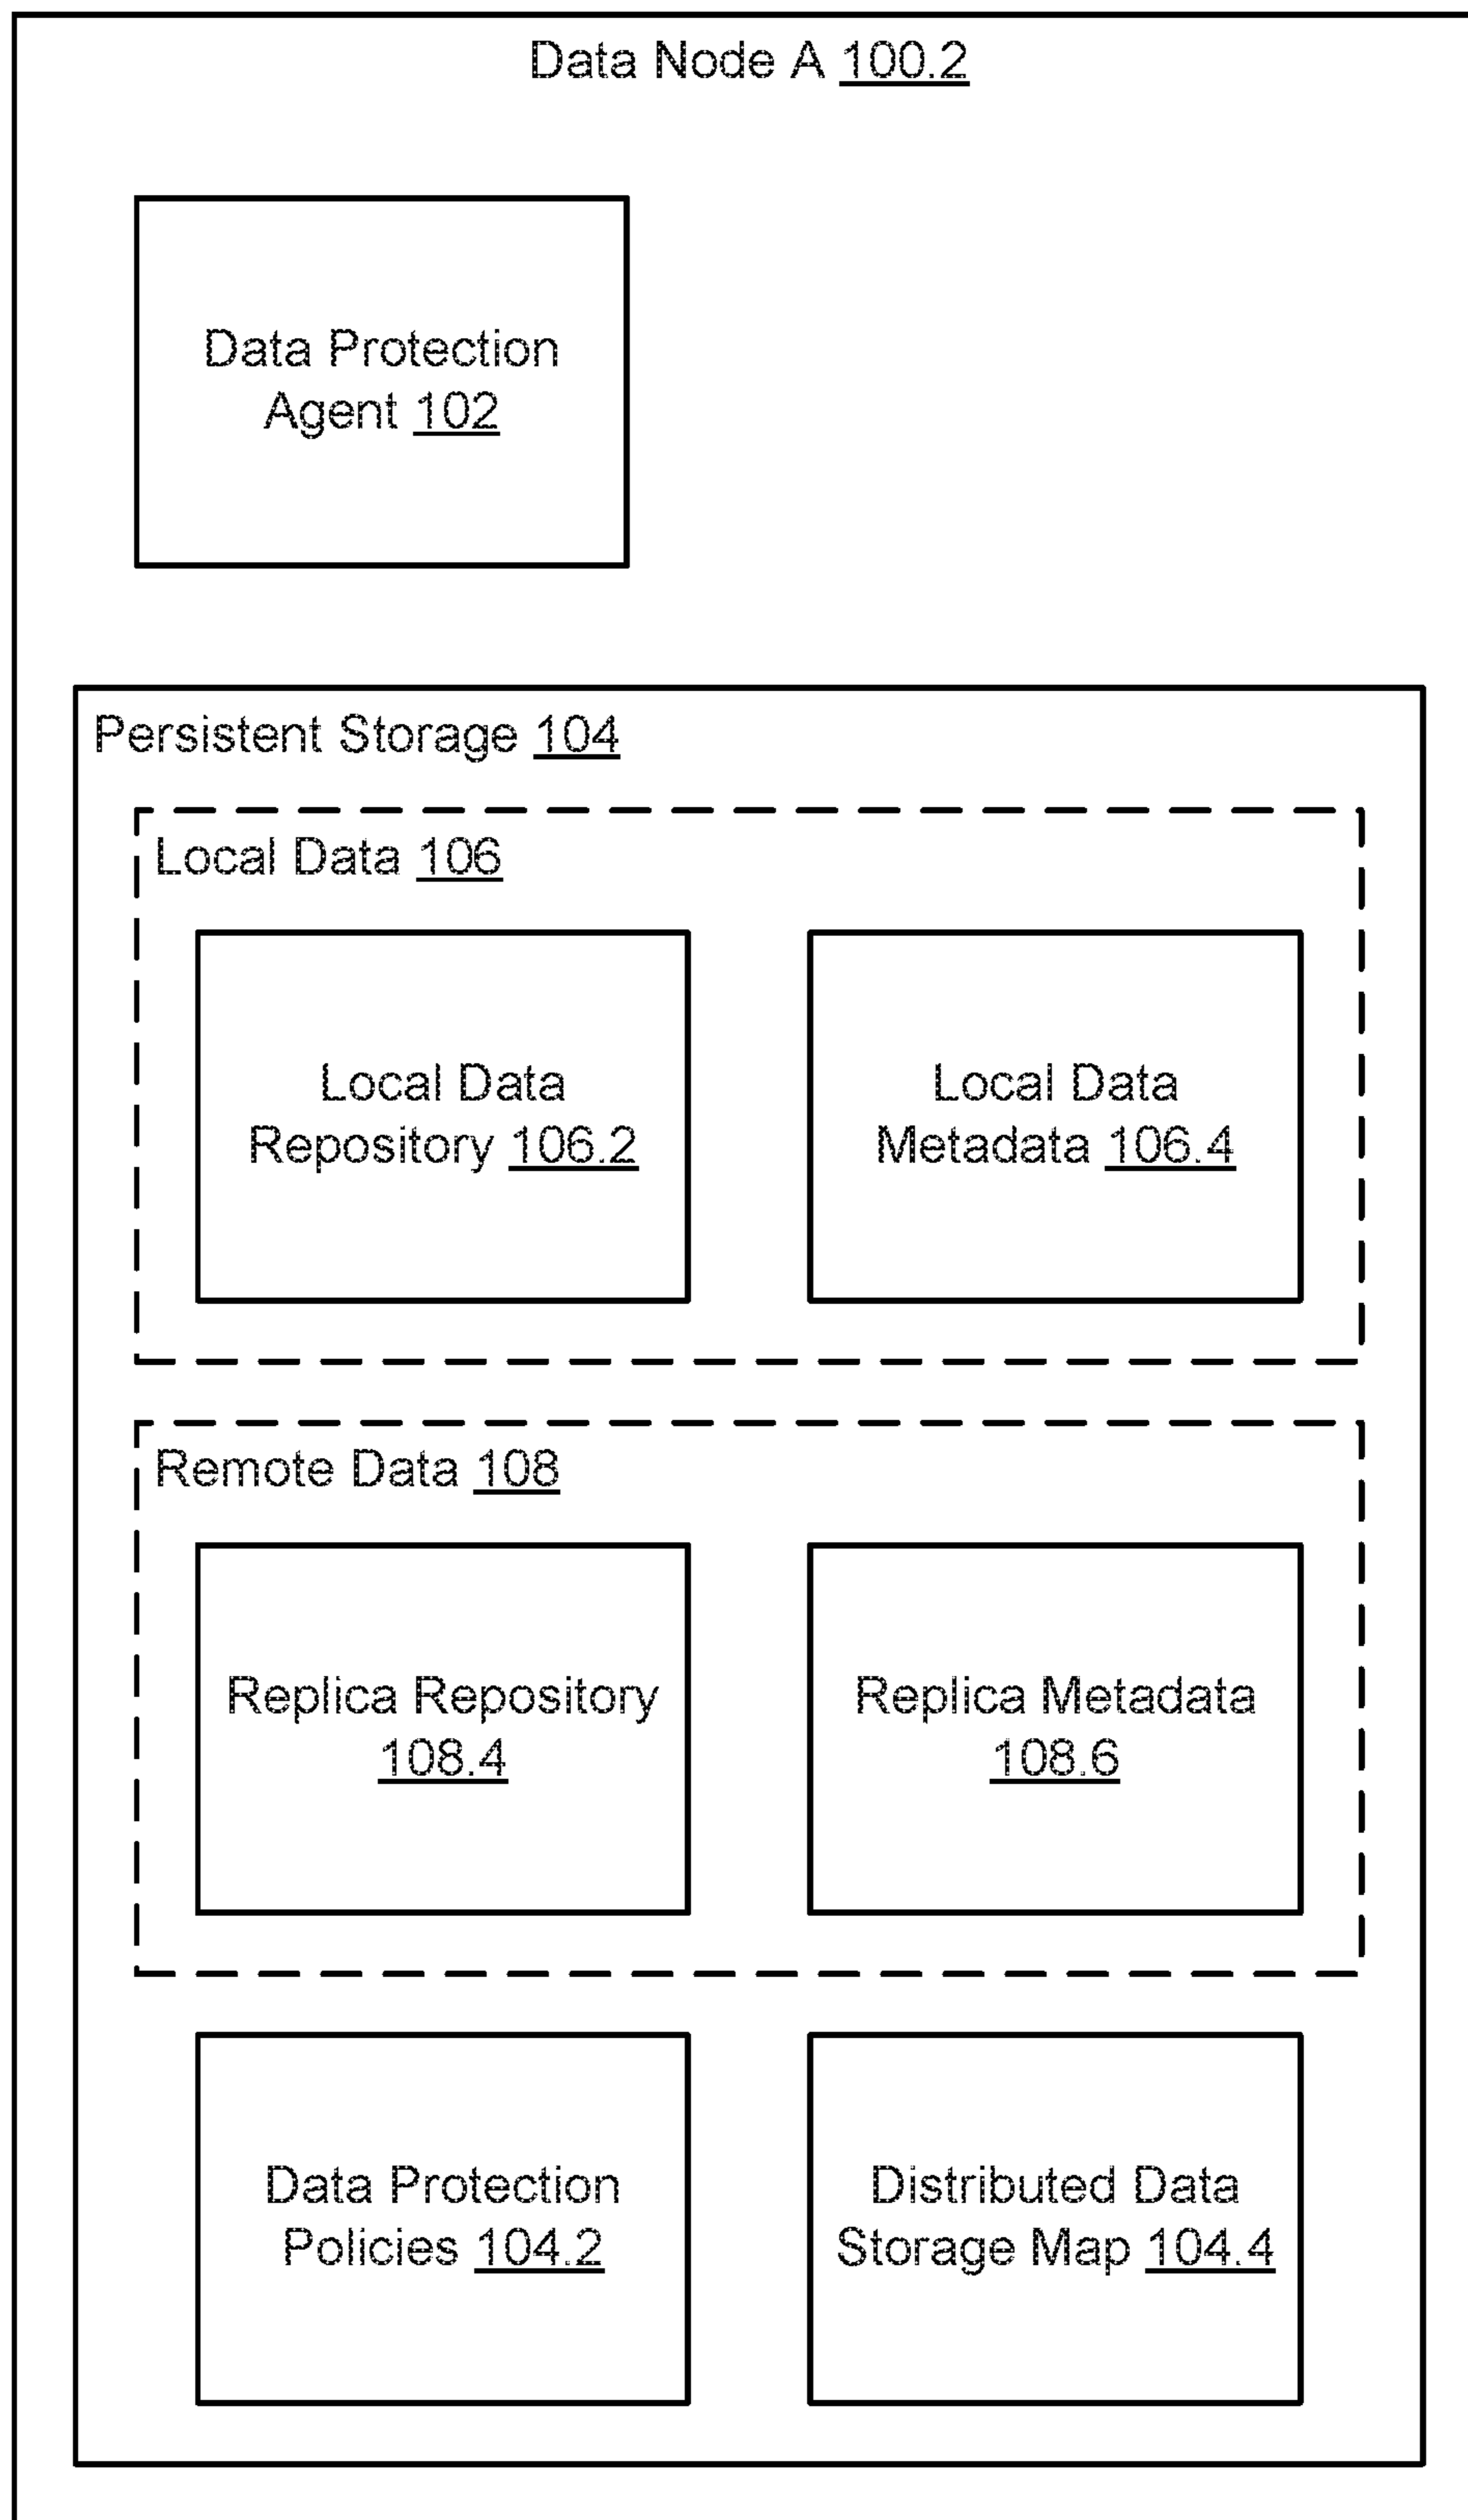 Data Node A 100.2
Data Protection
Agent 102
Persistent Storage 104
Local Data 106
Local Data
Repository 106.2
Local Data
Metadata 106.4
Remote Data 108
Replica Repository
108.4
Replica Metadata
108.6
Data Protection
Policies 104.2
Distributed Data
Storage Map 104.4